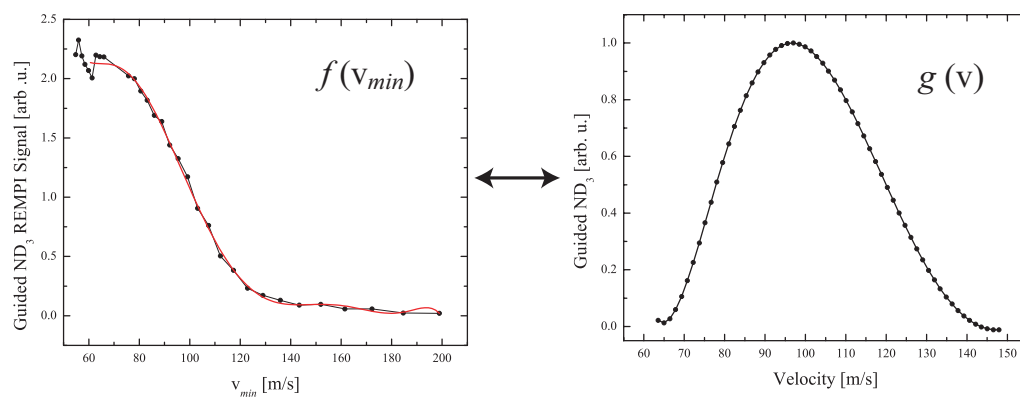 f (v_min)
Guided ND₃ REMPI Signal [arb .u.]
2.5
2.0
1.5
1.0
0.5
0.0
60 80 100 120 140 160 180 200
v_min [m/s]
g (v)
Guided ND₃ [arb. u.]
1.0
0.8
0.6
0.4
0.2
0.0
60 70 80 90 100 110 120 130 140 150
Velocity [m/s]